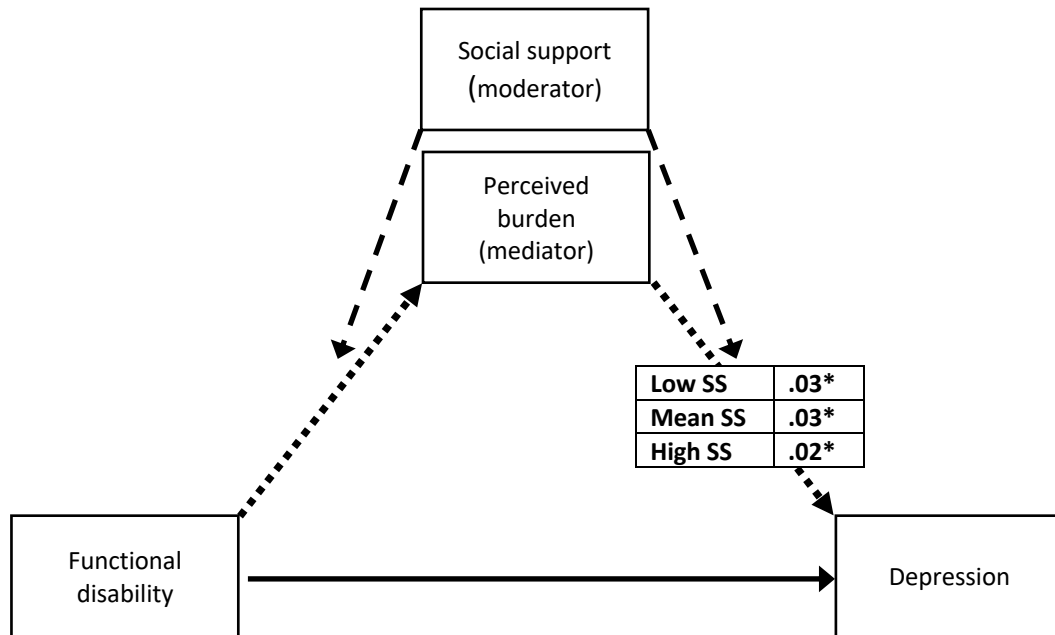 Social support
(moderator)
Perceived
burden
(mediator)
Low SS .03*
Mean SS .03*
High SS .02*
Functional
disability
Depression